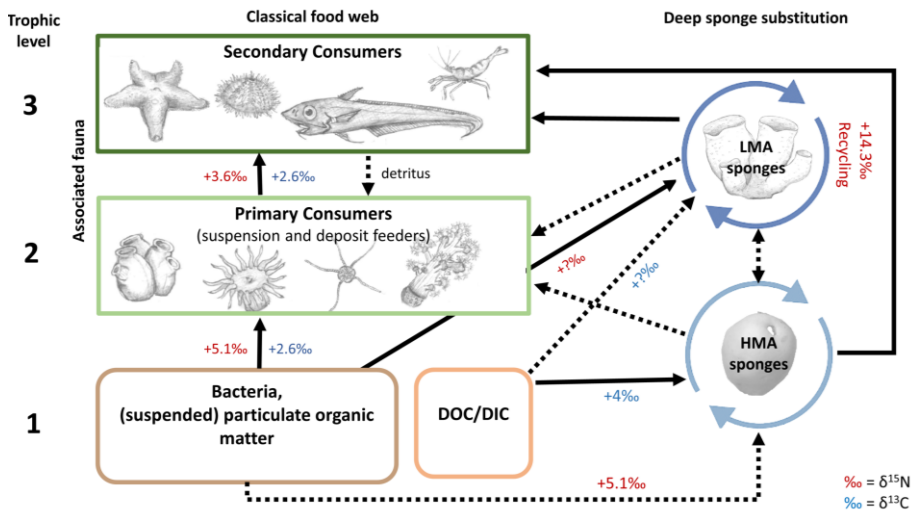 Trophic
level
Classical food web
Deep sponge substitution
Secondary Consumers
3
Associated fauna
LMA
sponges
+14.3‰
Recycling
+3.6‰
+2.6‰
detritus
Primary Consumers
(suspension and deposit feeders)
2
+?‰
+?‰
HMA
sponges
+5.1‰
+2.6‰
1
Bacteria,
(suspended) particulate organic
matter
DOC/DIC
+4‰
+5.1‰
‰ = δ¹⁵N
‰ = δ¹³C